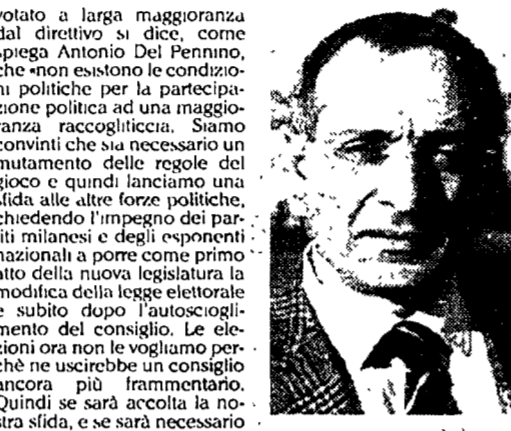 votato a larga maggioranza
dal direttivo si dice, come
spiega Antonio Del Pennino,
che «non esistono le condizio-
ni politiche per la partecipa-
zione politica ad una maggio-
ranza raccogliticcia. Siamo
convinti che sia necessario un
mutamento delle regole del
gioco e quindi lanciamo una
sfida alle altre forze politiche,
chiedendo l'impegno dei par-
titi milanesi e degli esponenti
nazionali a porre come primo
atto della nuova legislatura la
modifica della legge elettorale
e subito dopo l'autosciogli-
mento del consiglio. Le ele-
zioni ora non le vogliamo per-
chè ne uscirebbe un consiglio
ancora più frammentario.
Quindi se sarà accolta la no-
stra sfida, e se sarà necessario